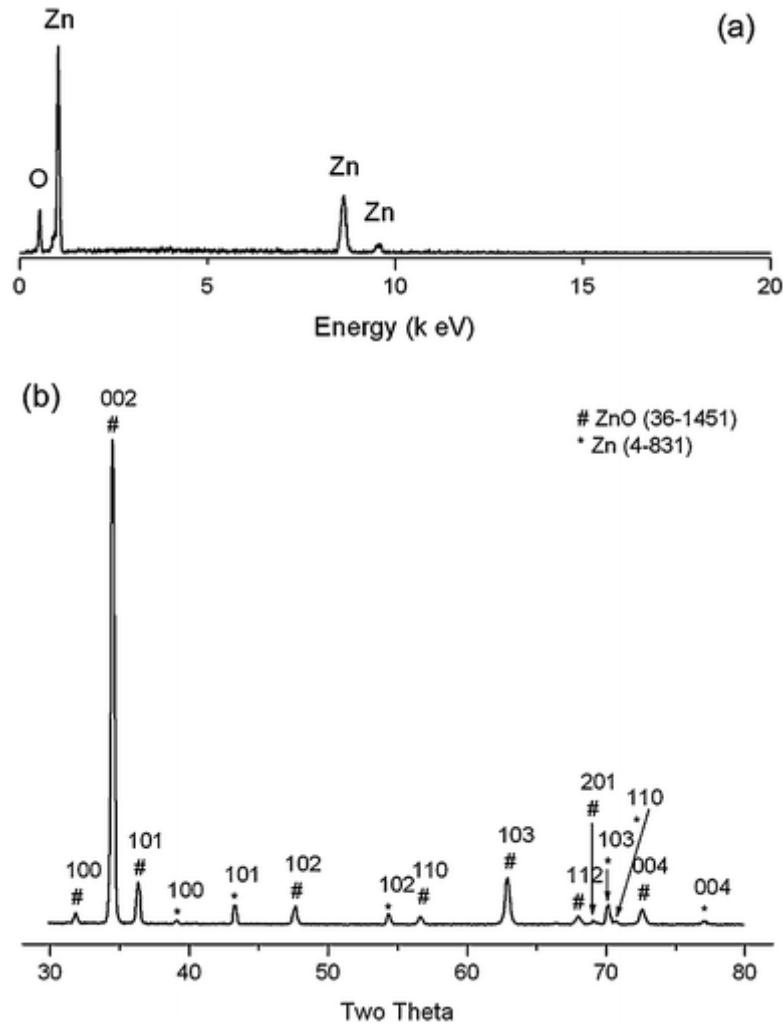 (a)
Zn
O
Zn
Zn
0 5 10 15 20
Energy (k eV)
(b)
002
#
# ZnO (36-1451)
* Zn (4-831)
100
#
101
#
100
*
101
*
102
#
102
*
110
#
103
#
112
#
201
#
103
*
110
*
004
#
004
*
30 40 50 60 70 80
Two Theta